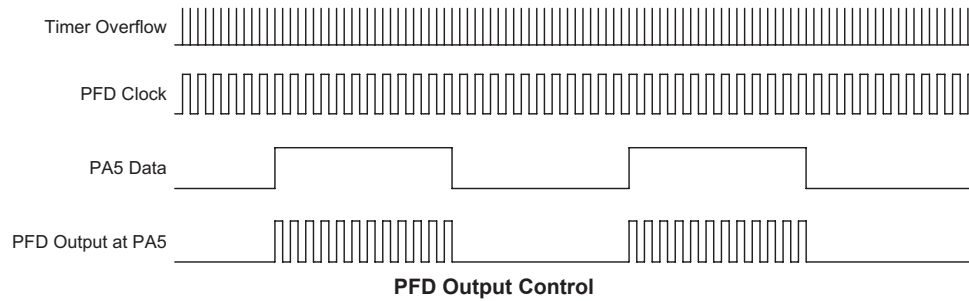 Timer Overflow
PFD Clock
PA5 Data
PFD Output at PA5
PFD Output Control